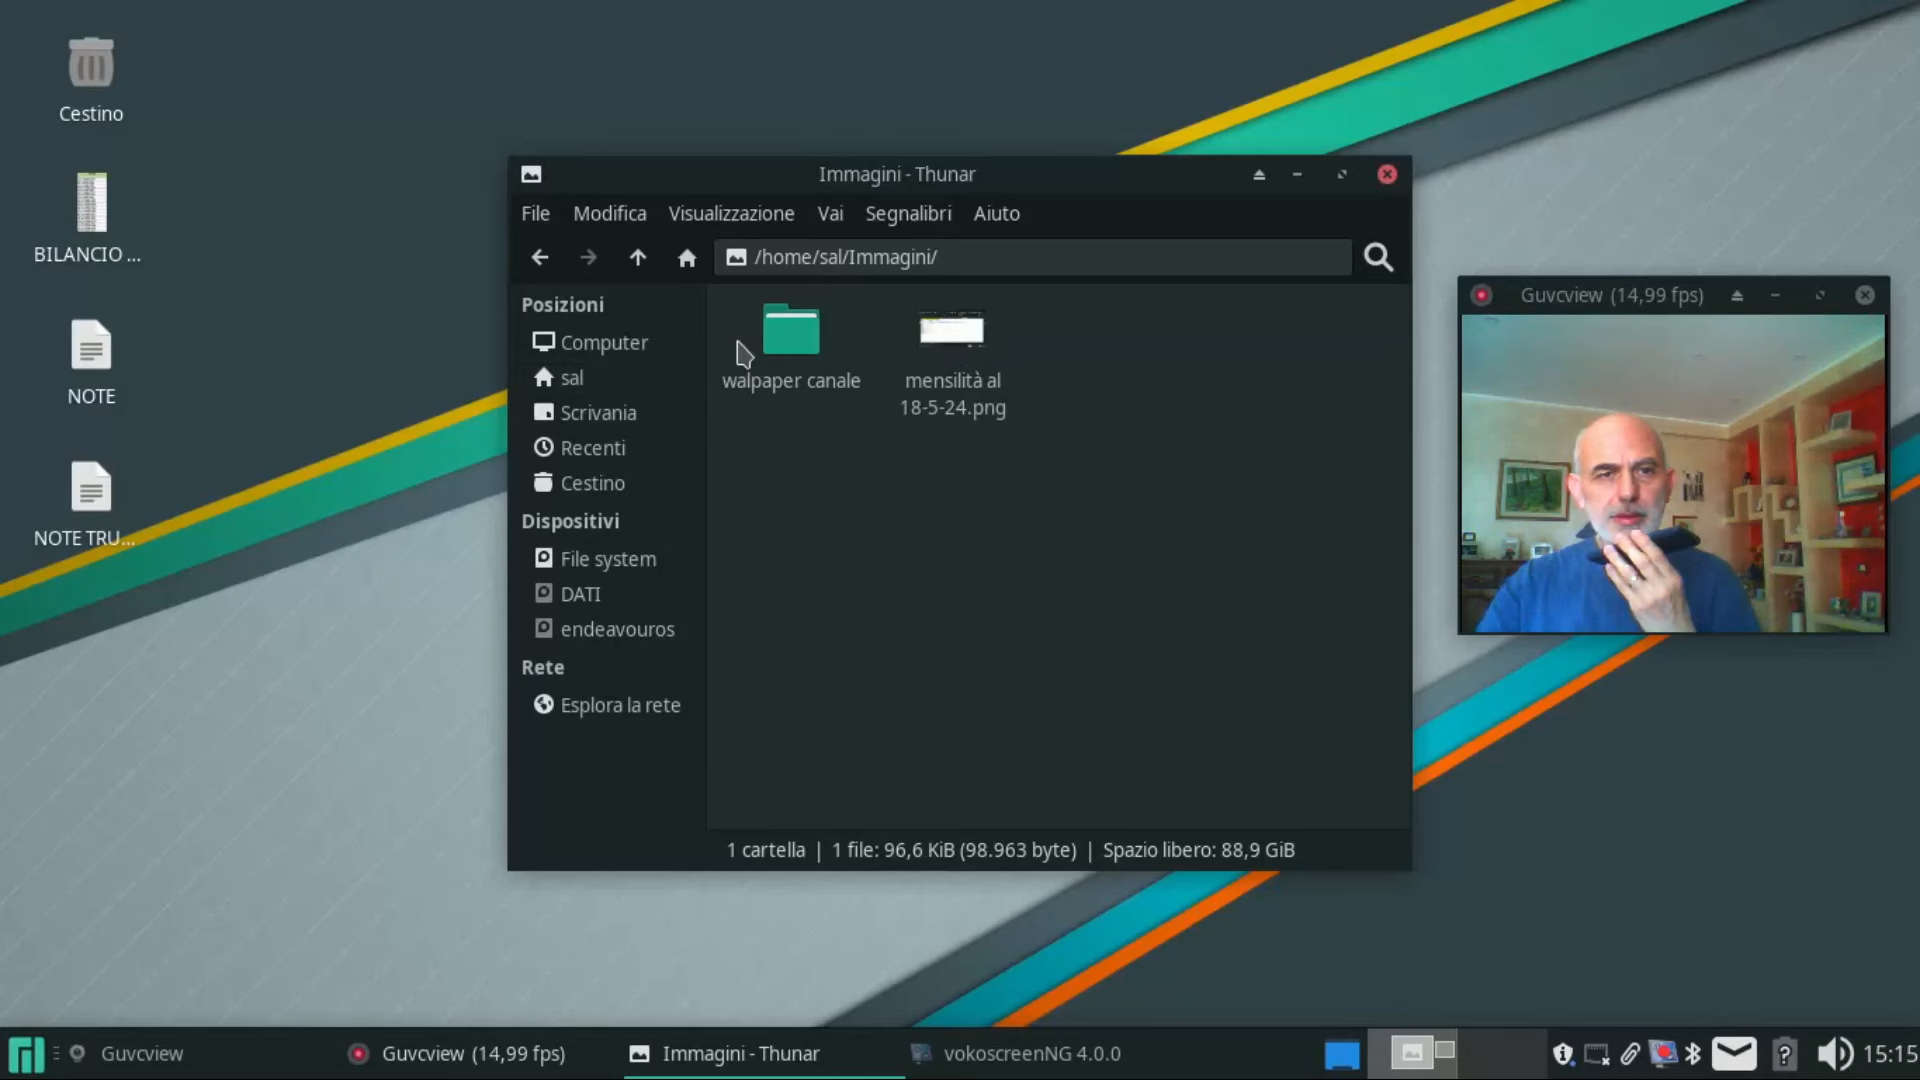 Cestino
BILANCIO ...
NOTE
NOTE TRU...
Immagini - Thunar
File Modifica Visualizzazione Vai Segnalibri Aiuto
/home/sal/Immagini/
Posizioni
Computer
sal
Scrivania
Recenti
Cestino
Dispositivi
File system
DATI
endeavouros
Rete
Esplora la rete
walpaper canale
mensilità al
18-5-24.png
1 cartella | 1 file: 96,6 KiB (98.963 byte) | Spazio libero: 88,9 GiB
Guvcview (14,99 fps)
Guvcview
Guvcview (14,99 fps)
Immagini - Thunar
vokoscreenNG 4.0.0
15:15